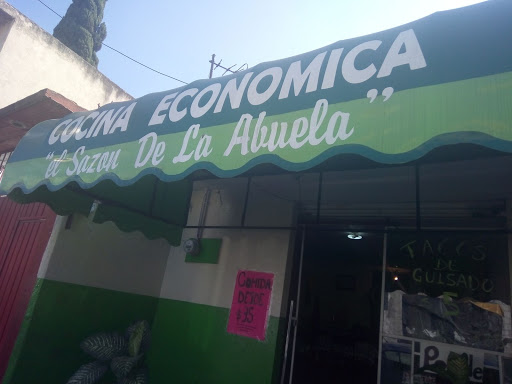 COCINA ECONOMICA
"el Sazon De La Abuela"
COMIDA
DESDE
$35
TACOS
DE
GUISADO